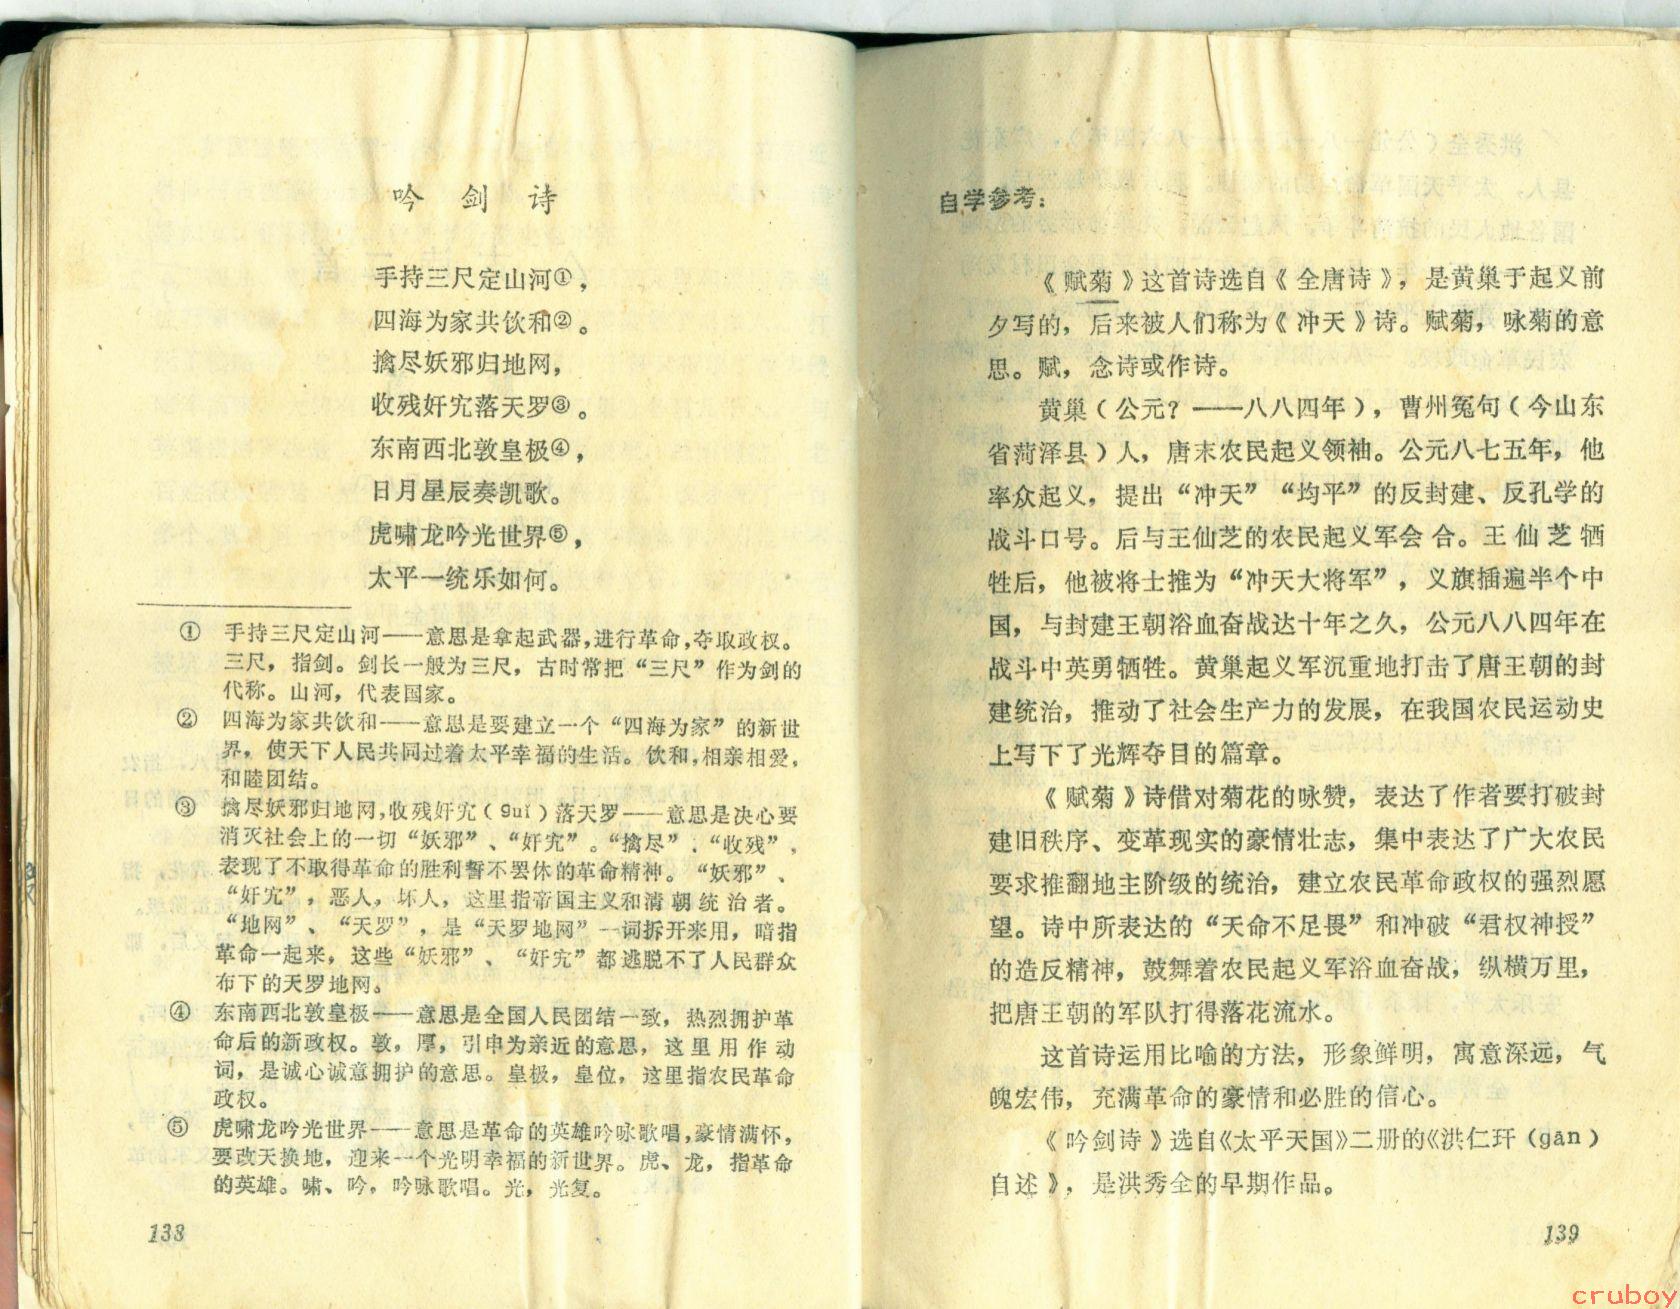 吟剑诗
手持三尺定山河①，
四海为家共饮和②。
擒尽妖邪归地网，
收残奸宄落天罗③。
东南西北敦皇极④，
日月星辰奏凯歌。
虎啸龙吟光世界⑤，
太平一统乐如何。
① 手持三尺定山河——意思是拿起武器，进行革命，夺取政权。
三尺，指剑。剑长一般为三尺，古时常把“三尺”作为剑的
代称。山河，代表国家。
② 四海为家共饮和——意思是要建立一个“四海为家”的新世
界，使天下人民共同过着太平幸福的生活。饮和，相亲相爱，
和睦团结。
③ 擒尽妖邪归地网，收残奸宄（guǐ）落天罗——意思是决心要
消灭社会上的一切“妖邪”、“奸宄”。“擒尽”、“收残”，
表现了不取得革命的胜利誓不罢休的革命精神。“妖邪”、
“奸宄”，恶人，坏人，这里指帝国主义和清朝统治者。
“地网”、“天罗”，是“天罗地网”一词拆开来用，暗指
革命一起来，这些“妖邪”、“奸宄”都逃脱不了人民群众
布下的天罗地网。
④ 东南西北敦皇极——意思是全国人民团结一致，热烈拥护革
命后的新政权。敦，厚，引申为亲近的意思，这里用作动
词，是诚心诚意拥护的意思。皇极，皇位，这里指农民革命
政权。
⑤ 虎啸龙吟光世界——意思是革命的英雄吟咏歌唱，豪情满怀，
要改天换地，迎来一个光明幸福的新世界。虎、龙，指革命
的英雄。啸、吟，吟咏歌唱。光，光复。
138
自学参考：
《赋菊》这首诗选自《全唐诗》，是黄巢于起义前
夕写的，后来被人们称为《冲天》诗。赋菊，咏菊的意
思。赋，念诗或作诗。
黄巢（公元？——八八四年），曹州冤句（今山东
省菏泽县）人，唐末农民起义领袖。公元八七五年，他
率众起义，提出“冲天”“均平”的反封建、反孔学的
战斗口号。后与王仙芝的农民起义军会合。王仙芝牺
牲后，他被将士推为“冲天大将军”，义旗插遍半个中
国，与封建王朝浴血奋战达十年之久，公元八八四年在
战斗中英勇牺牲。黄巢起义军沉重地打击了唐王朝的封
建统治，推动了社会生产力的发展，在我国农民运动史
上写下了光辉夺目的篇章。
《赋菊》诗借对菊花的咏赞，表达了作者要打破封
建旧秩序、变革现实的豪情壮志，集中表达了广大农民
要求推翻地主阶级的统治，建立农民革命政权的强烈愿
望。诗中所表达的“天命不足畏”和冲破“君权神授”
的造反精神，鼓舞着农民起义军浴血奋战，纵横万里，
把唐王朝的军队打得落花流水。
这首诗运用比喻的方法，形象鲜明，寓意深远，气
魄宏伟，充满革命的豪情和必胜的信心。
《吟剑诗》选自《太平天国》二册的《洪仁玕（gān）
自述》，是洪秀全的早期作品。
139
cruboy